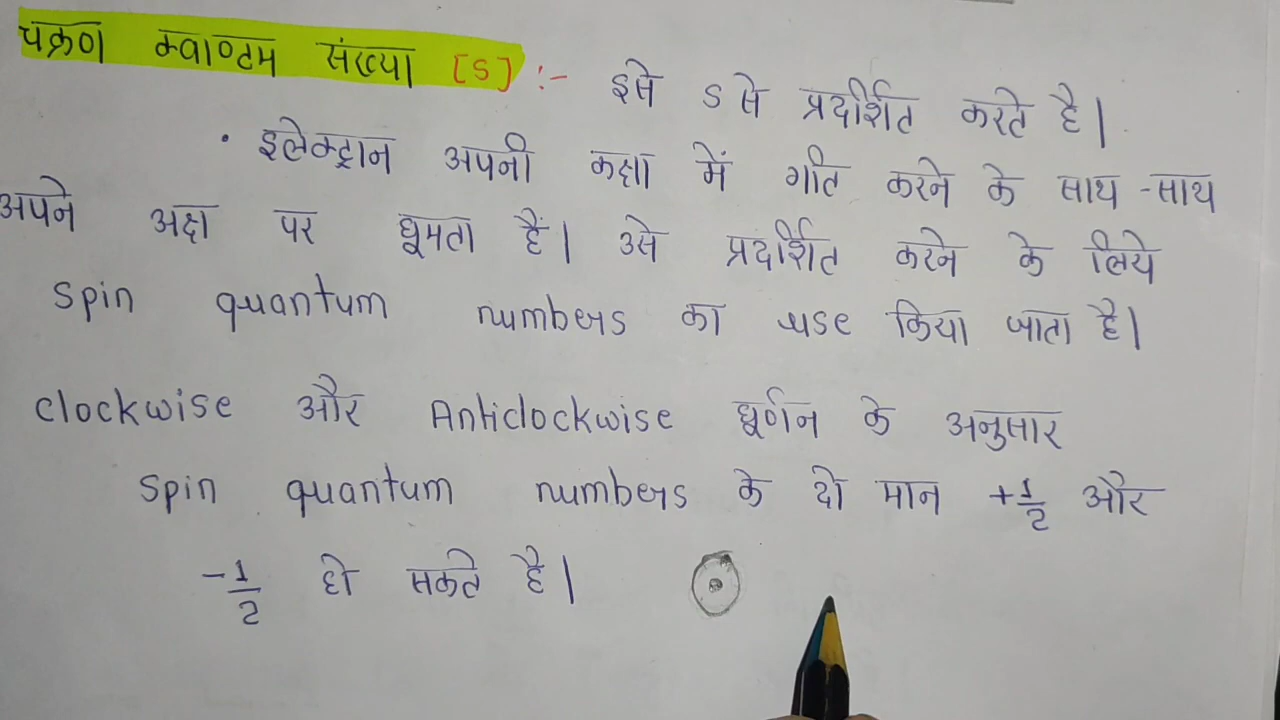 चक्रण क्वाण्टम संख्या [S] :- इसे S से प्रदर्शित करते है।
• इलेक्ट्रान अपनी कक्षा में गति करने के साथ -साथ
अपने अक्ष पर घूमता हैं। उसे प्रदर्शित करने के लिये
Spin quantum numbers का use किया जाता है।
Clockwise और Anticlockwise घूर्णन के अनुसार
Spin quantum numbers के दो मान +1/2 और
-1/2 हो सकते है।